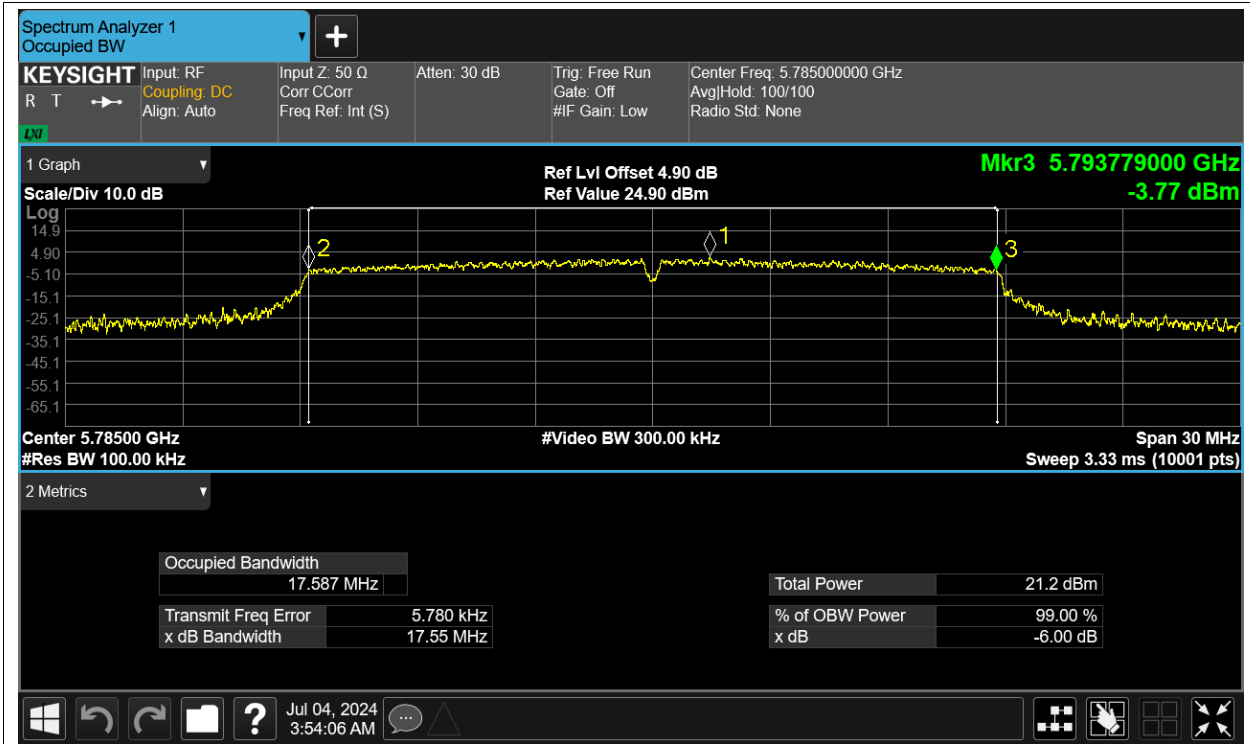 Spectrum Analyzer 1
Occupied BW
KEYSIGHT
R T
LXI
Input: RF
Coupling: DC
Align: Auto
Input Z: 50 Ω
Corr CCorr
Freq Ref: Int (S)
Atten: 30 dB
Trig: Free Run
Gate: Off
#IF Gain: Low
Center Freq: 5.785000000 GHz
Avg|Hold: 100/100
Radio Std: None
1 Graph
Scale/Div 10.0 dB
Ref Lvl Offset 4.90 dB
Ref Value 24.90 dBm
Mkr3 5.793779000 GHz
-3.77 dBm
Log
14.9
4.90
-5.10
-15.1
-25.1
-35.1
-45.1
-55.1
-65.1
2
1
3
Center 5.78500 GHz
#Res BW 100.00 kHz
#Video BW 300.00 kHz
Span 30 MHz
Sweep 3.33 ms (10001 pts)
2 Metrics
Occupied Bandwidth
17.587 MHz
Transmit Freq Error 5.780 kHz
x dB Bandwidth 17.55 MHz
Total Power 21.2 dBm
% of OBW Power 99.00 %
x dB -6.00 dB
?
Jul 04, 2024
3:54:06 AM